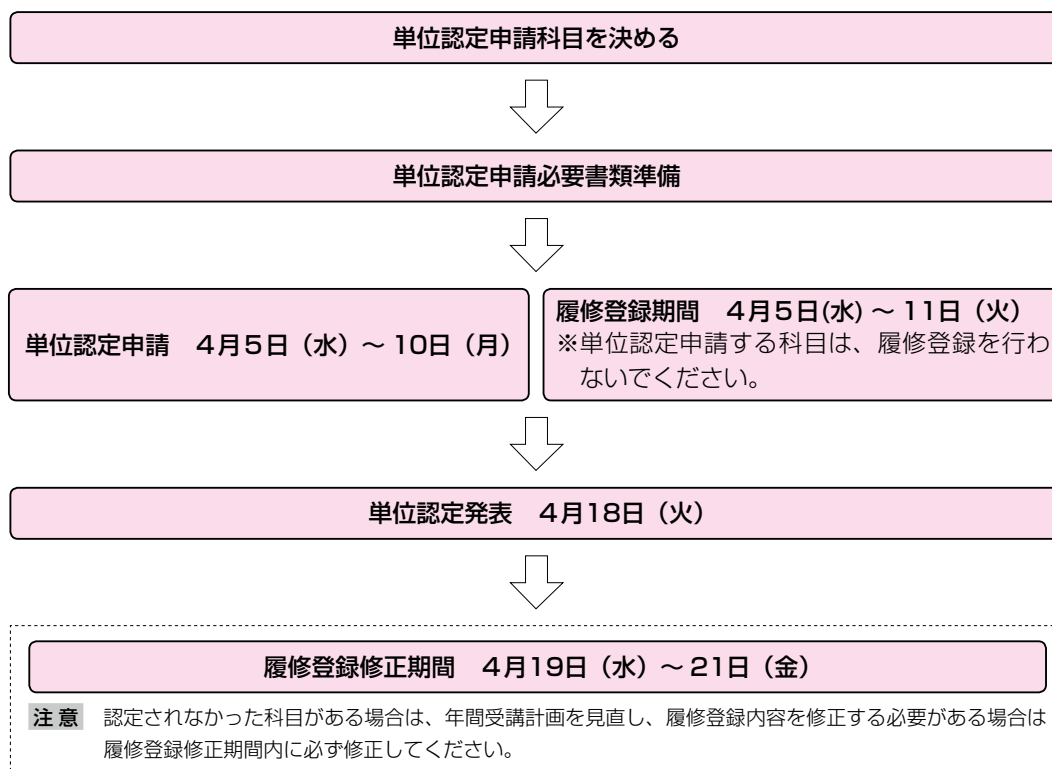 単位認定申請科目を決める
単位認定申請必要書類準備
単位認定申請　4月5日（水）～10日（月）
履修登録期間　4月5日(水)～11日（火）
※単位認定申請する科目は、履修登録を行わ
ないでください。
単位認定発表　4月18日（火）
履修登録修正期間　4月19日（水）～21日（金）
注意　認定されなかった科目がある場合は、年間受講計画を見直し、履修登録内容を修正する必要がある場合は
履修登録修正期間内に必ず修正してください。